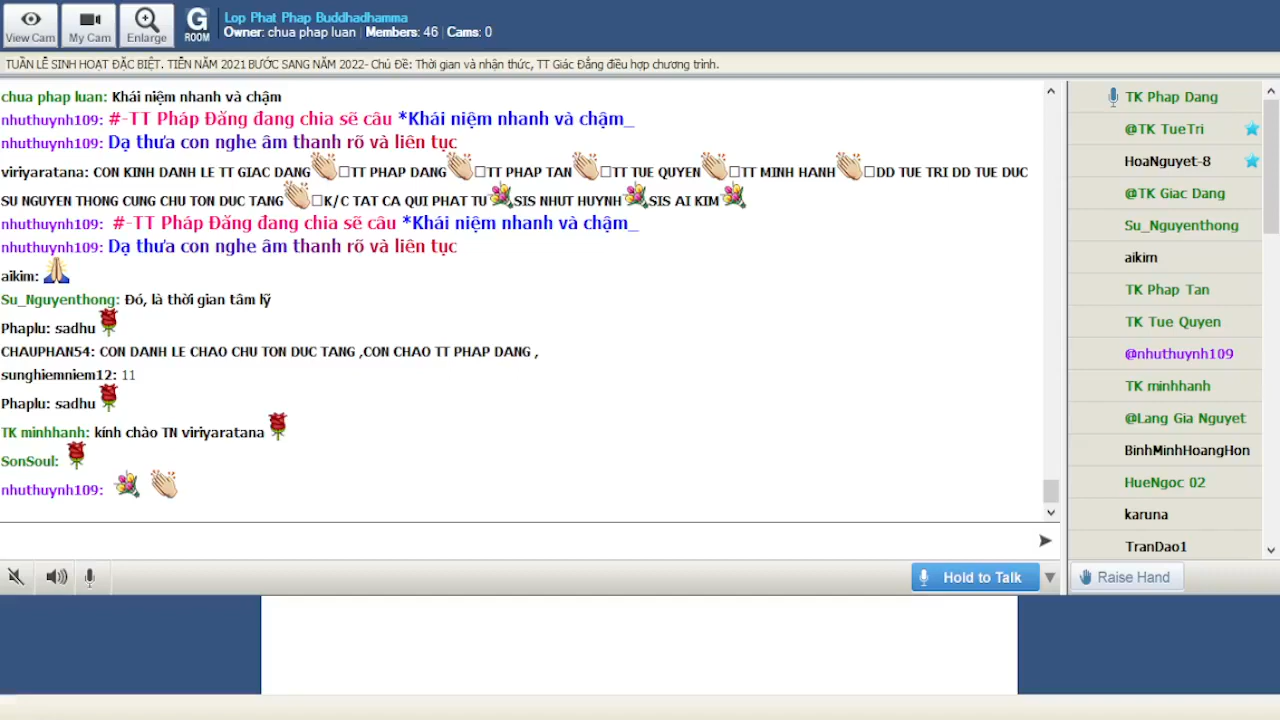 View Cam
My Cam
Enlarge
G
ROOM
Lop Phat Phap Buddhadhamma
Owner: chua phap luan | Members: 46 | Cams: 0
TUẦN LỄ SINH HOẠT ĐẶC BIỆT. TIỄN NĂM 2021 BƯỚC SANG NĂM 2022- Chủ Đề: Thời gian và nhận thức, TT Giác Đẳng điều hợp chương trình.
chua phap luan: Khái niệm nhanh và chậm
nhuthuynh109: #-TT Pháp Đăng đang chia sẽ câu *Khái niệm nhanh và chậm_
nhuthuynh109: Dạ thưa con nghe âm thanh rõ và liên tục
viriyaratana: CON KINH DANH LE TT GIAC DANG TT PHAP DANG TT PHAP TAN TT TUE QUYEN TT MINH HANH DD TUE TRI DD TUE DUC
SU NGUYEN THONG CUNG CHU TON DUC TANG K/C TAT CA QUI PHAT TU SIS NHUT HUYNH SIS AI KIM
nhuthuynh109: #-TT Pháp Đăng đang chia sẽ câu *Khái niệm nhanh và chậm_
nhuthuynh109: Dạ thưa con nghe âm thanh rõ và liên tục
aikim:
Su_Nguyenthong: Đó, là thời gian tâm lý
Phaplu: sadhu
CHAUPHAN54: CON DANH LE CHAO CHU TON DUC TANG ,CON CHAO TT PHAP DANG ,
sunghiemniem12: 11
Phaplu: sadhu
TK minhhanh: kính chào TN viriyaratana
SonSoul:
nhuthuynh109:
TK Phap Dang
@TK TueTri
HoaNguyet-8
@TK Giac Dang
Su_Nguyenthong
aikim
TK Phap Tan
TK Tue Quyen
@nhuthuynh109
TK minhhanh
@Lang Gia Nguyet
BinhMinhHoangHon
HueNgoc 02
karuna
TranDao1
Hold to Talk
Raise Hand